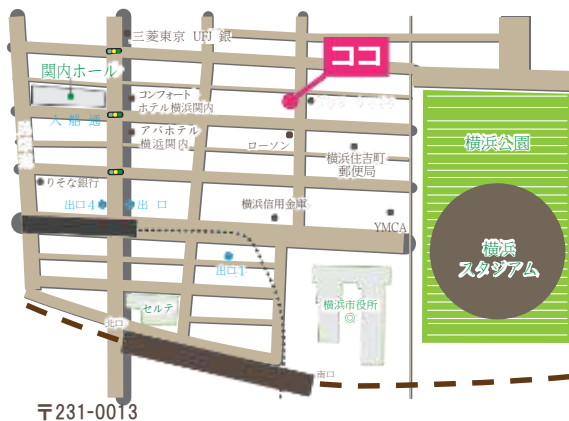 三菱東京 UFJ 銀
ココ
関内ホール
コンフォート
ホテル横浜関内
大 船 通
アパホテル
横浜関内
ローソン
横浜公園
横浜住吉町
郵便局
りそな銀行
出口4
出 口
横浜信用金庫
YMCA
横浜
スタジアム
出口1
セルテ
横浜市役所
北口
南口
〒231-0013